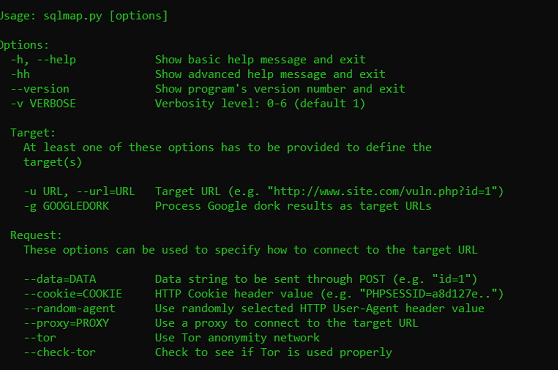 Usage: sqlmap.py [options]
Options:
-h, --help Show basic help message and exit
-hh Show advanced help message and exit
--version Show program's version number and exit
-v VERBOSE Verbosity level: 0-6 (default 1)
Target:
At least one of these options has to be provided to define the
target(s)
-u URL, --url=URL Target URL (e.g. "http://www.site.com/vuln.php?id=1")
-g GOOGLEDORK Process Google dork results as target URLs
Request:
These options can be used to specify how to connect to the target URL
--data=DATA Data string to be sent through POST (e.g. "id=1")
--cookie=COOKIE HTTP Cookie header value (e.g. "PHPSESSID=a8d127e..")
--random-agent Use randomly selected HTTP User-Agent header value
--proxy=PROXY Use a proxy to connect to the target URL
--tor Use Tor anonymity network
--check-tor Check to see if Tor is used properly